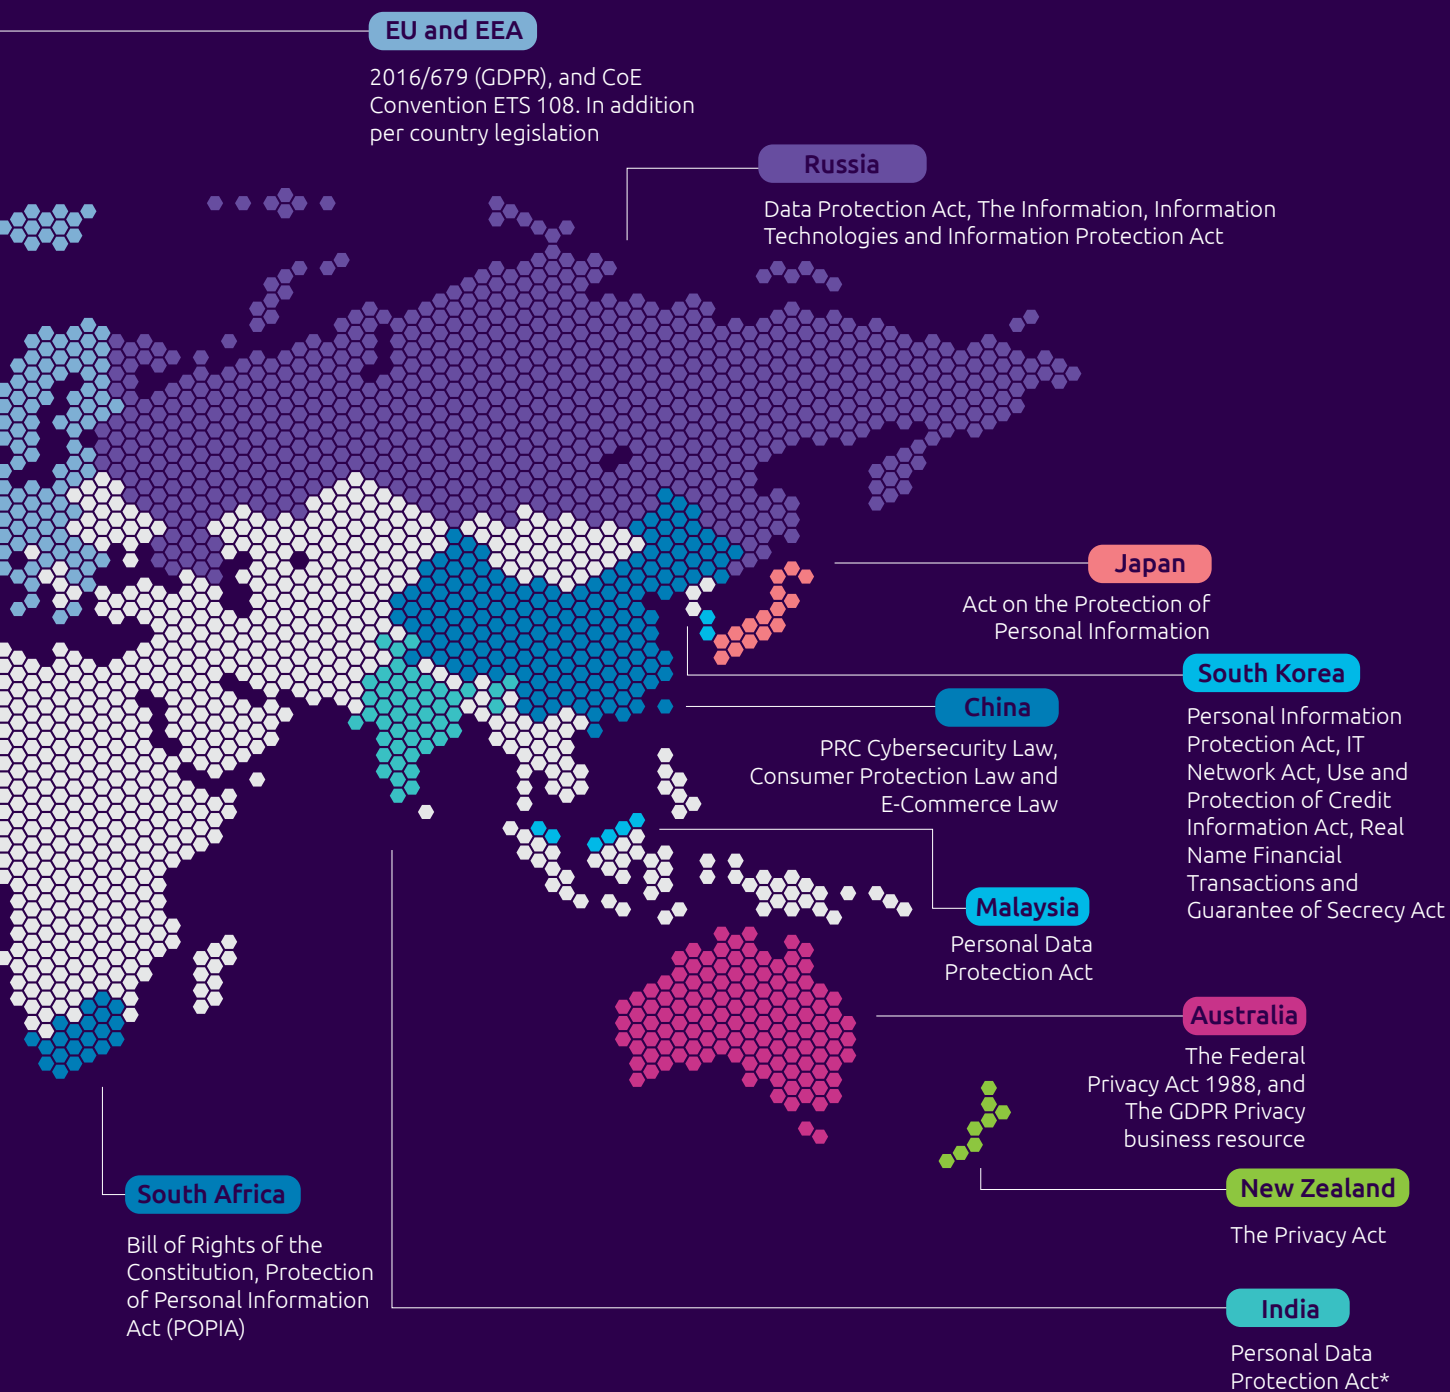 EU and EEA
2016/679 (GDPR), and CoE
Convention ETS 108. In addition
per country legislation
Russia
Data Protection Act, The Information, Information
Technologies and Information Protection Act
Japan
Act on the Protection of
Personal Information
South Korea
Personal Information
Protection Act, IT
Network Act, Use and
Protection of Credit
Information Act, Real
Name Financial
Transactions and
Guarantee of Secrecy Act
China
PRC Cybersecurity Law,
Consumer Protection Law and
E-Commerce Law
Malaysia
Personal Data
Protection Act
Australia
The Federal
Privacy Act 1988, and
The GDPR Privacy
business resource
New Zealand
The Privacy Act
South Africa
Bill of Rights of the
Constitution, Protection
of Personal Information
Act (POPIA)
India
Personal Data
Protection Act*